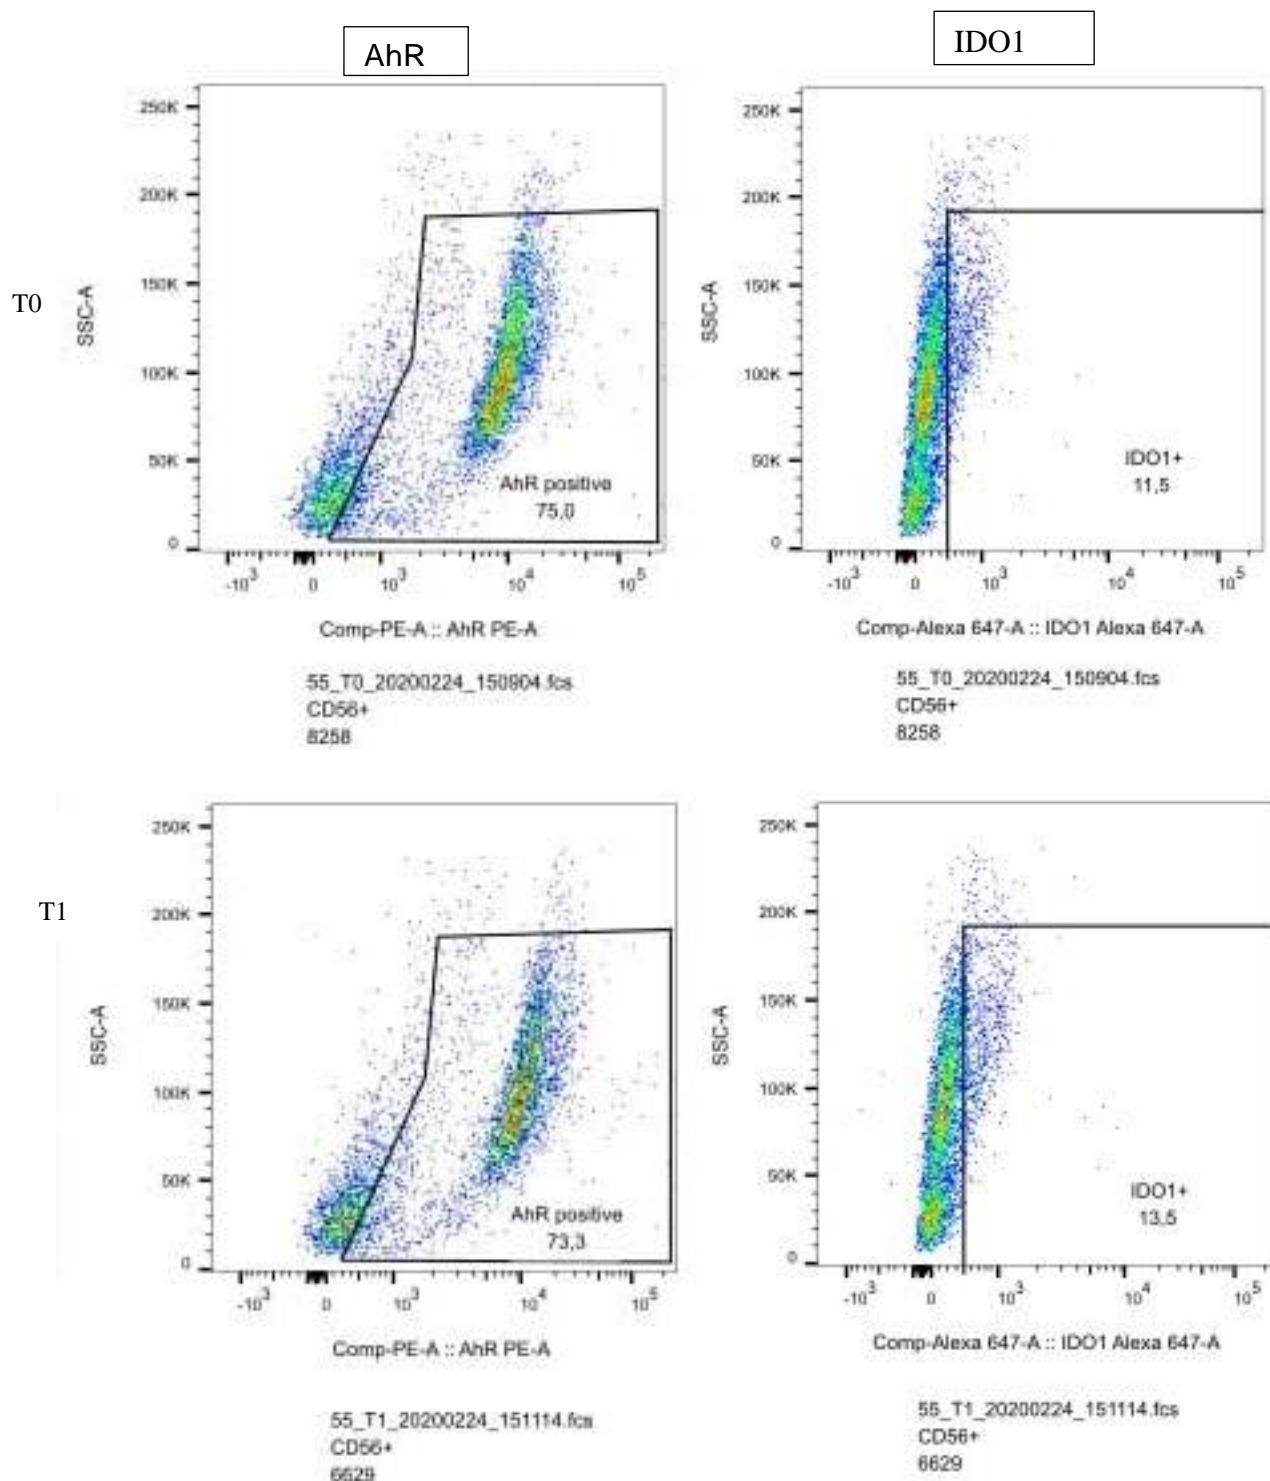 AhR
IDO1
T0
SSC-A
250K
200K
150K
100K
50K
0
AhR positive
75,0
-10³ 0 10³ 10⁴ 10⁵
Comp-PE-A :: AhR PE-A
55_T0_20200224_150904.fcs
CD56+
8258
SSC-A
250K
200K
150K
100K
50K
0
IDO1+
11,5
-10³ 0 10³ 10⁴ 10⁵
Comp-Alexa 647-A :: IDO1 Alexa 647-A
55_T0_20200224_150904.fcs
CD56+
8258
T1
SSC-A
250K
200K
150K
100K
50K
0
AhR positive
73,3
-10³ 0 10³ 10⁴ 10⁵
Comp-PE-A :: AhR PE-A
55_T1_20200224_151114.fcs
CD56+
6629
SSC-A
250K
200K
150K
100K
50K
0
IDO1+
13,5
-10³ 0 10³ 10⁴ 10⁵
Comp-Alexa 647-A :: IDO1 Alexa 647-A
55_T1_20200224_151114.fcs
CD56+
6629